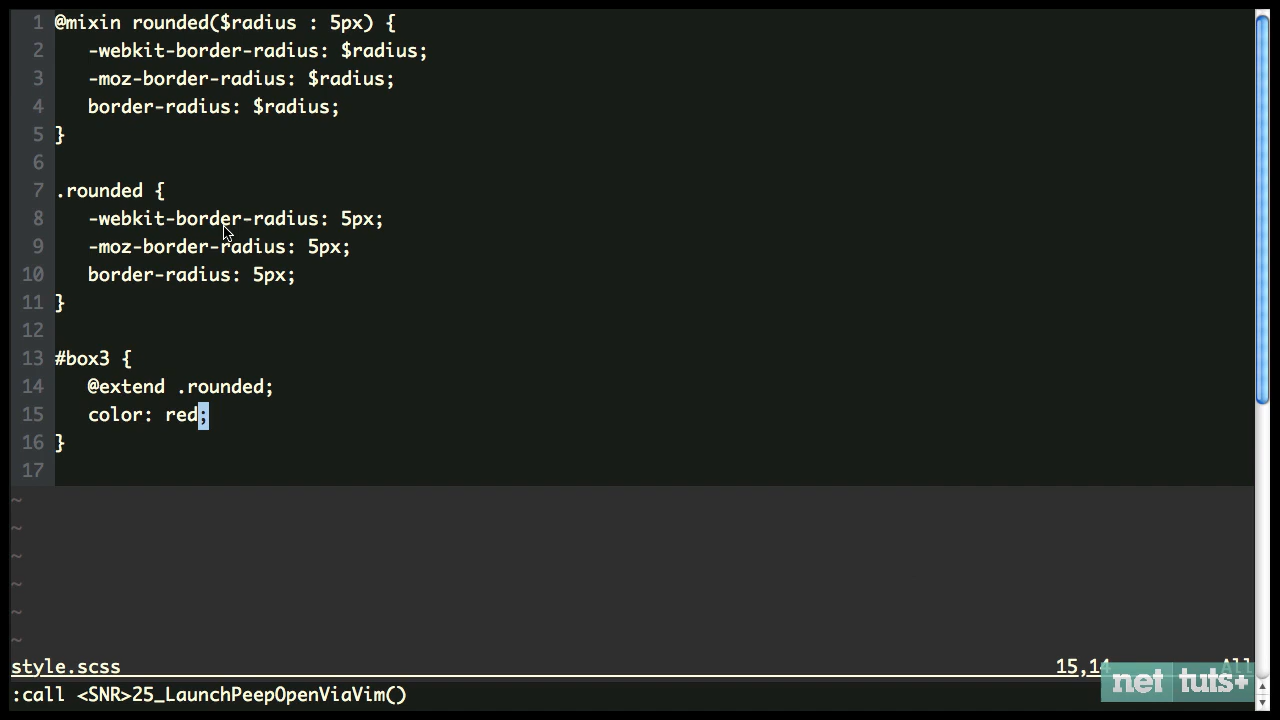 1 @mixin rounded($radius : 5px) {
2 -webkit-border-radius: $radius;
3 -moz-border-radius: $radius;
4 border-radius: $radius;
5 }
6
7 .rounded {
8 -webkit-border-radius: 5px;
9 -moz-border-radius: 5px;
10 border-radius: 5px;
11 }
12
13 #box3 {
14 @extend .rounded;
15 color: red;
16 }
17
~
~
~
~
~
~
style.scss 15,14 All
:call <SNR>25_LaunchPeepOpenViaVim()
net tuts+